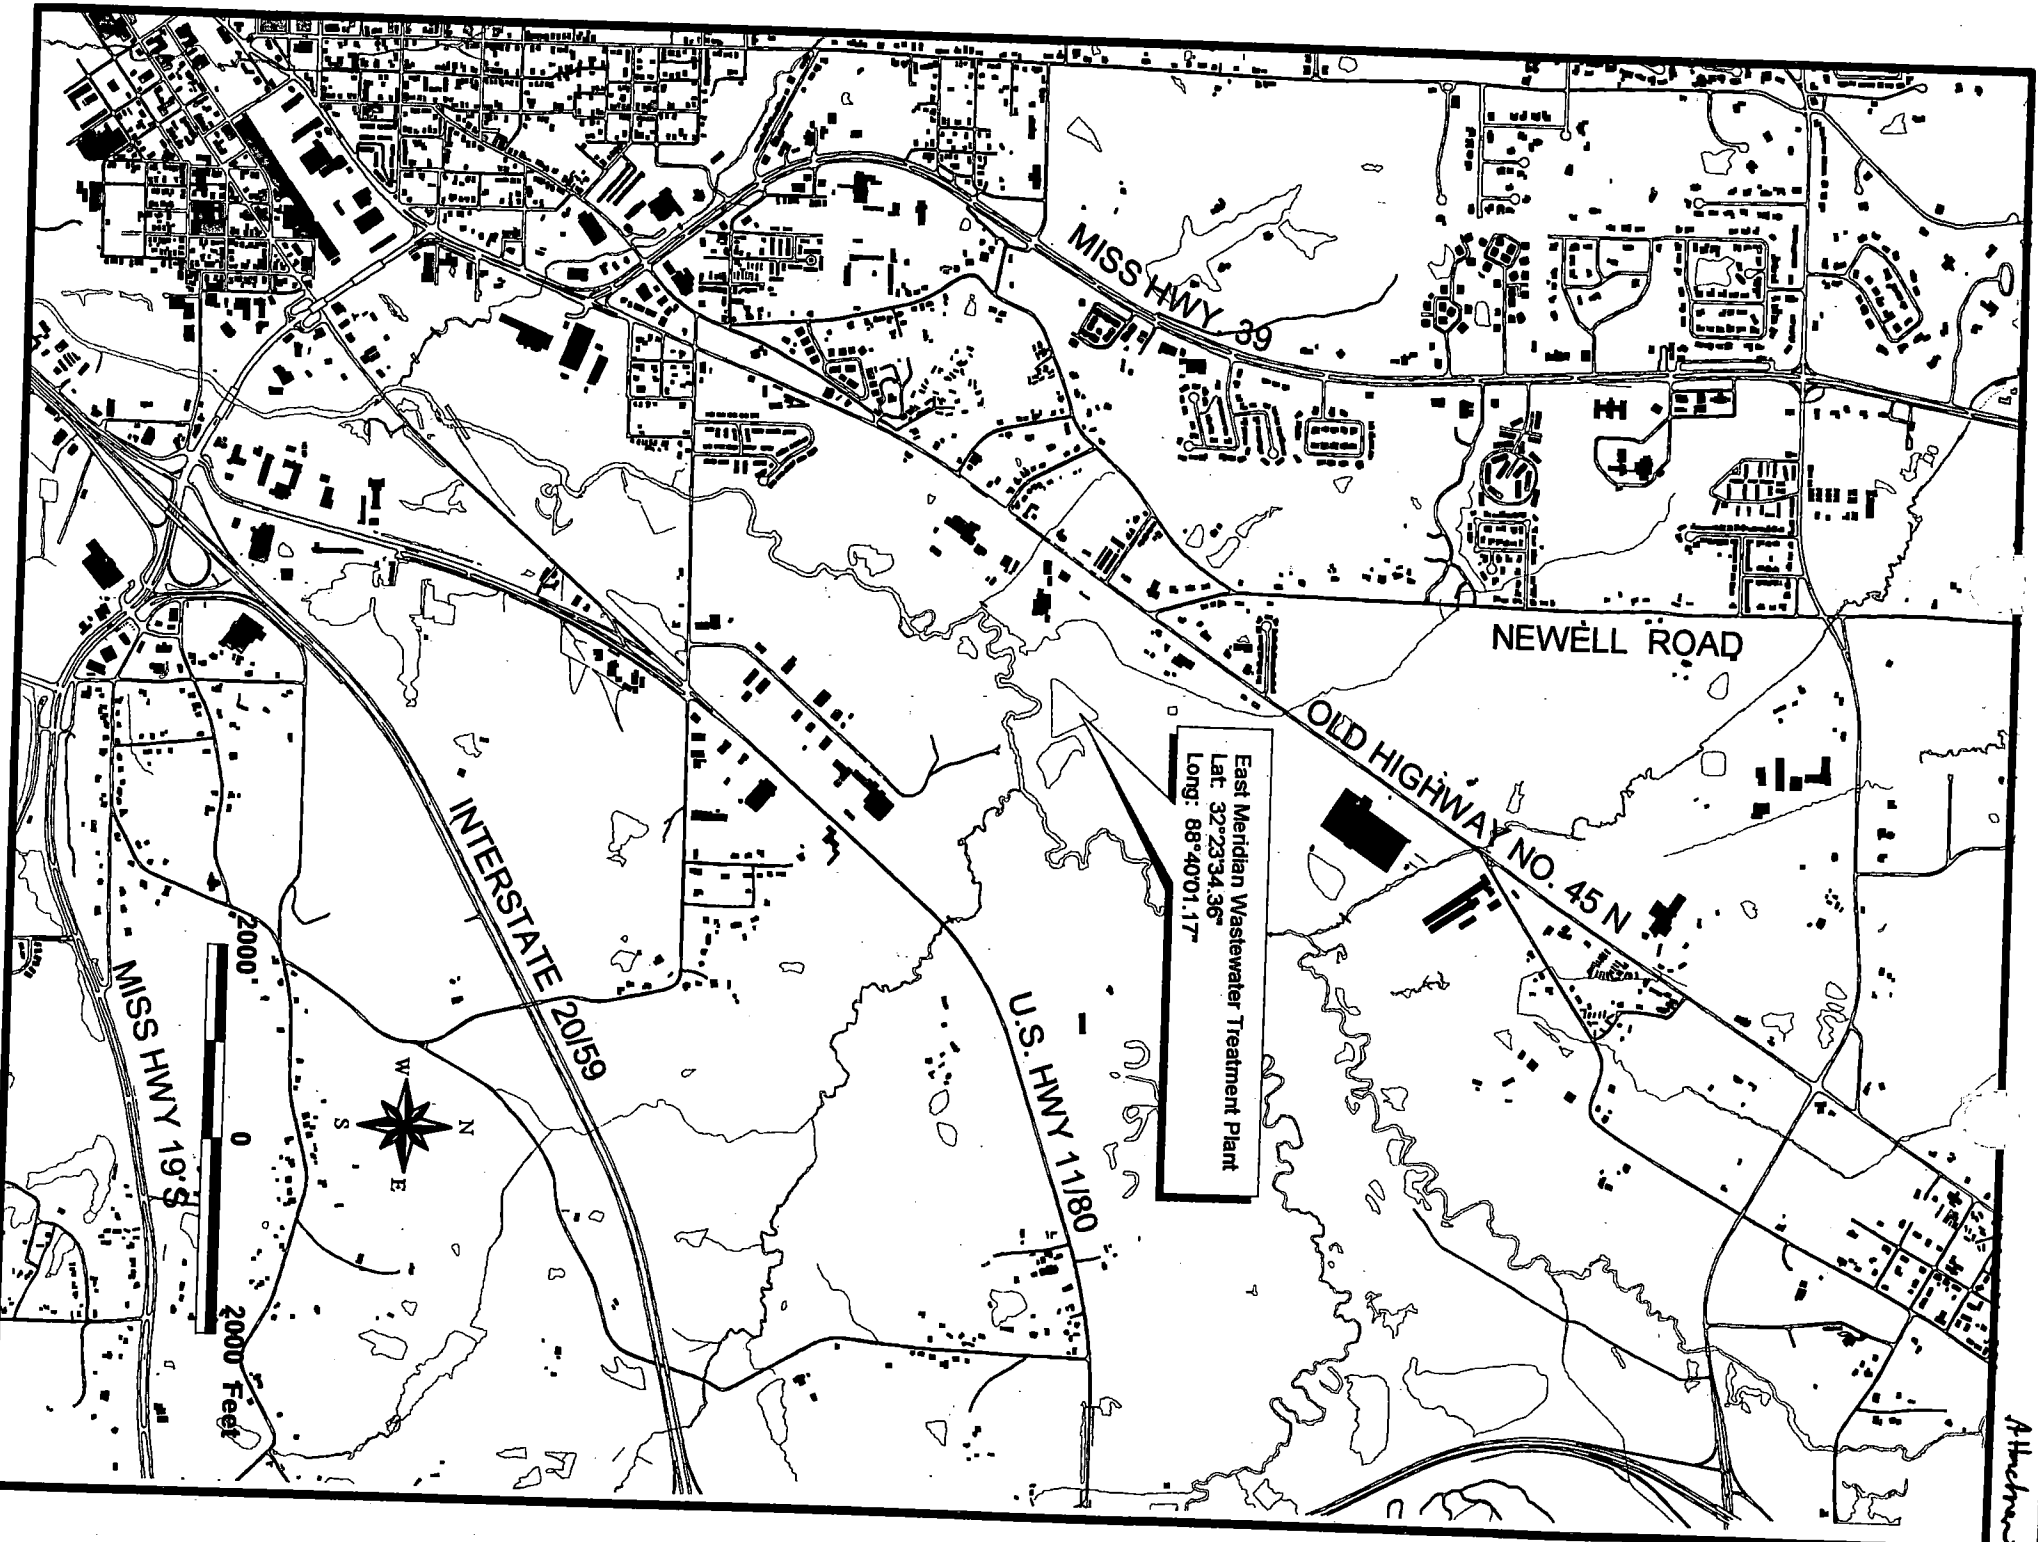 MISS HWY 39
NEWELL ROAD
OLD HIGHWAY NO. 45 N
East Meridian Wastewater Treatment Plant
Lat: 32°23'34.36"
Long: 88°40'01.17"
INTERSTATE 20/59
U.S. HWY 11/80
MISS HWY 19 S
2000 0 2000 Feet
N
W
E
S